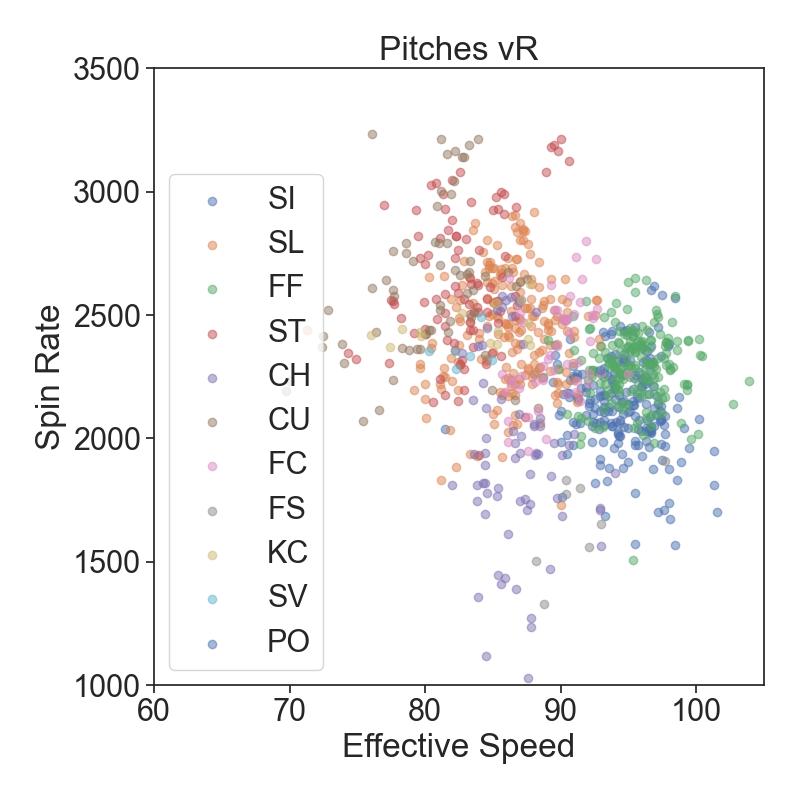 Pitches vR
3500
3000
2500
2000
1500
1000
Spin Rate
SI
SL
FF
ST
CH
CU
FC
FS
KC
SV
PO
60 70 80 90 100
Effective Speed